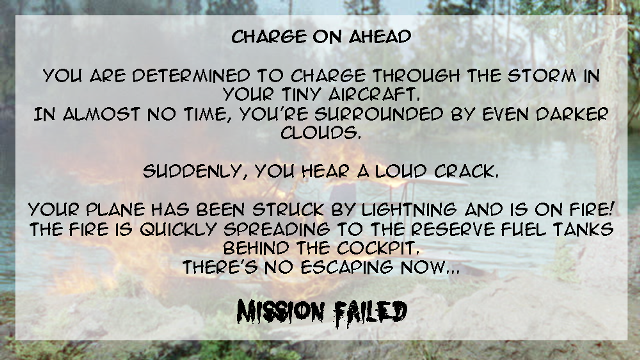 CHARGE ON AHEAD
YOU ARE DETERMINED TO CHARGE THROUGH THE STORM IN
YOUR TINY AIRCRAFT.
IN ALMOST NO TIME, YOU'RE SURROUNDED BY EVEN DARKER
CLOUDS.
SUDDENLY, YOU HEAR A LOUD CRACK.
YOUR PLANE HAS BEEN STRUCK BY LIGHTNING AND IS ON FIRE!
THE FIRE IS QUICKLY SPREADING TO THE RESERVE FUEL TANKS
BEHIND THE COCKPIT.
THERE'S NO ESCAPING NOW...
MISSION FAILED